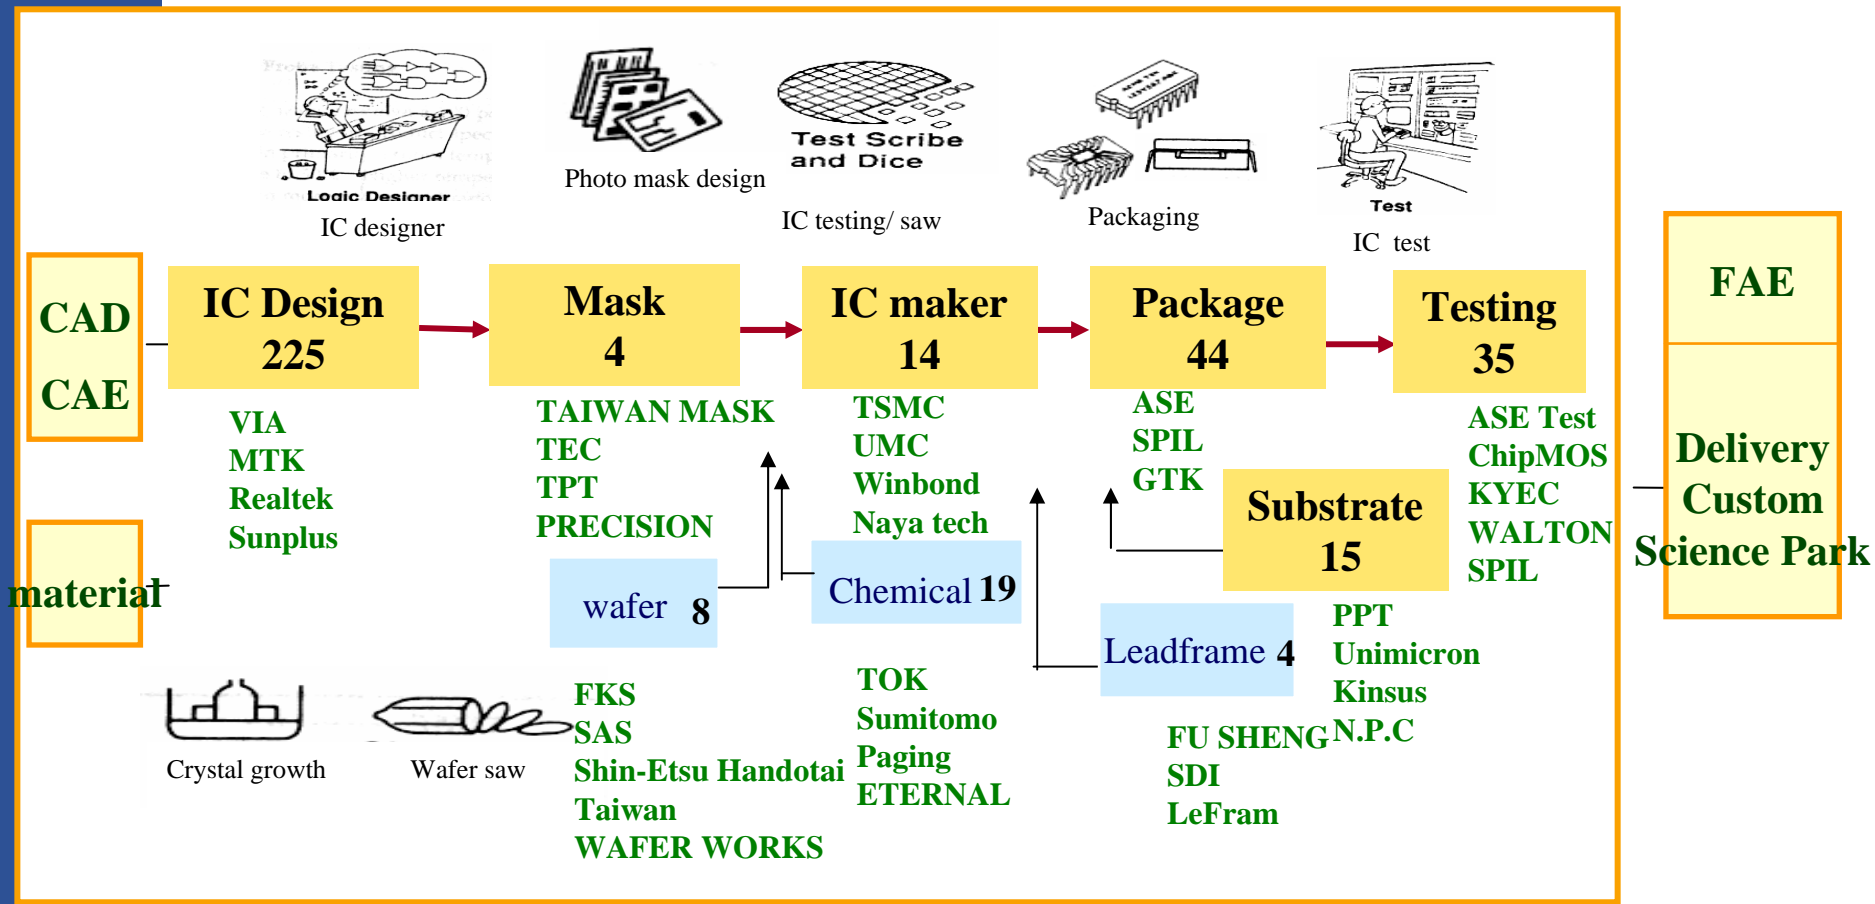 Logic Designer
IC designer
Photo mask design
Test Scribe
and Dice
IC testing/ saw
Packaging
Test
IC test
CAD
CAE
IC Design
225
Mask
4
IC maker
14
Package
44
Testing
35
FAE
Delivery
Custom
Science Park
VIA
MTK
Realtek
Sunplus
TAIWAN MASK
TEC
TPT
PRECISION
TSMC
UMC
Winbond
Naya tech
ASE
SPIL
GTK
ASE Test
ChipMOS
KYEC
WALTON
SPIL
Substrate
15
material
wafer 8
Chemical 19
Leadframe 4
PPT
Unimicron
Kinsus
N.P.C
FKS
SAS
Shin-Etsu Handotai
Taiwan
WAFER WORKS
TOK
Sumitomo
Paging
ETERNAL
FU SHENG
SDI
LeFram
Crystal growth
Wafer saw